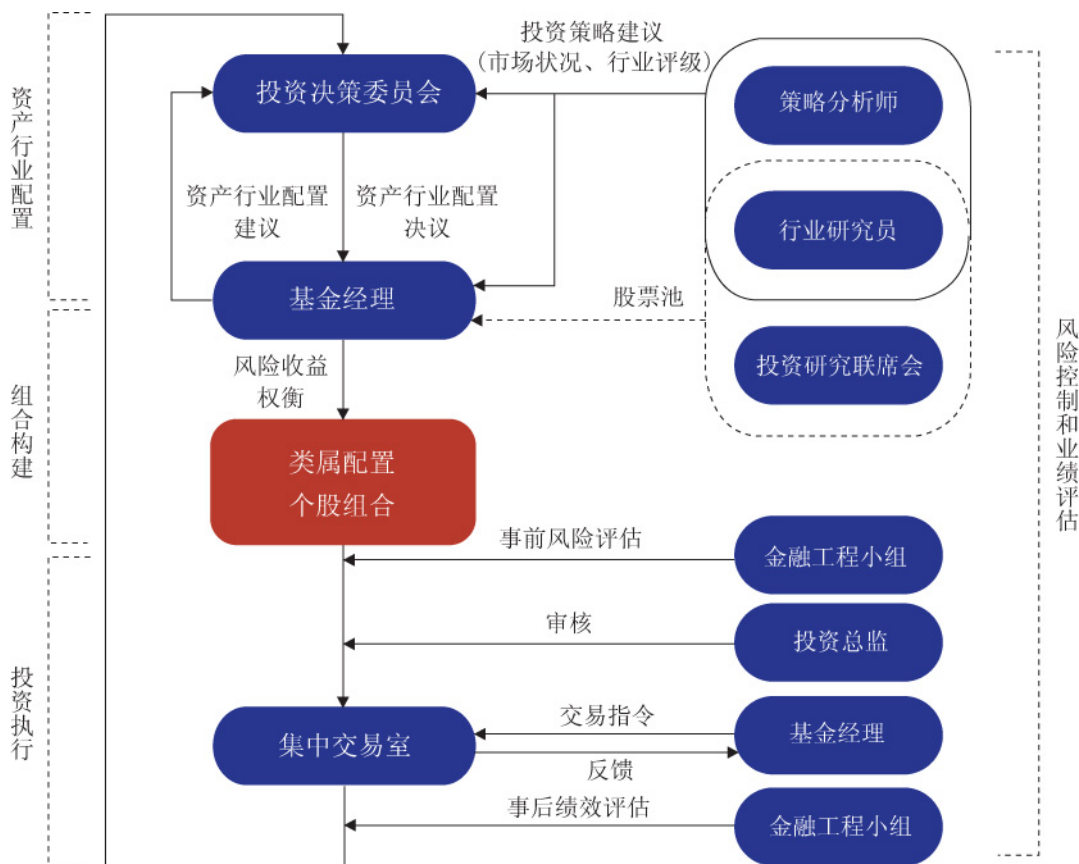 投资策略建议
(市场状况、行业评级)
投资决策委员会
策略分析师
资产行业配置
资产行业配置
建议
资产行业配置
决议
行业研究员
基金经理
股票池
投资研究联席会
风险收益
权衡
组合构建
风险控制和业绩评估
类属配置
个股组合
事前风险评估
金融工程小组
审核
投资总监
投资执行
集中交易室
交易指令
基金经理
反馈
事后绩效评估
金融工程小组